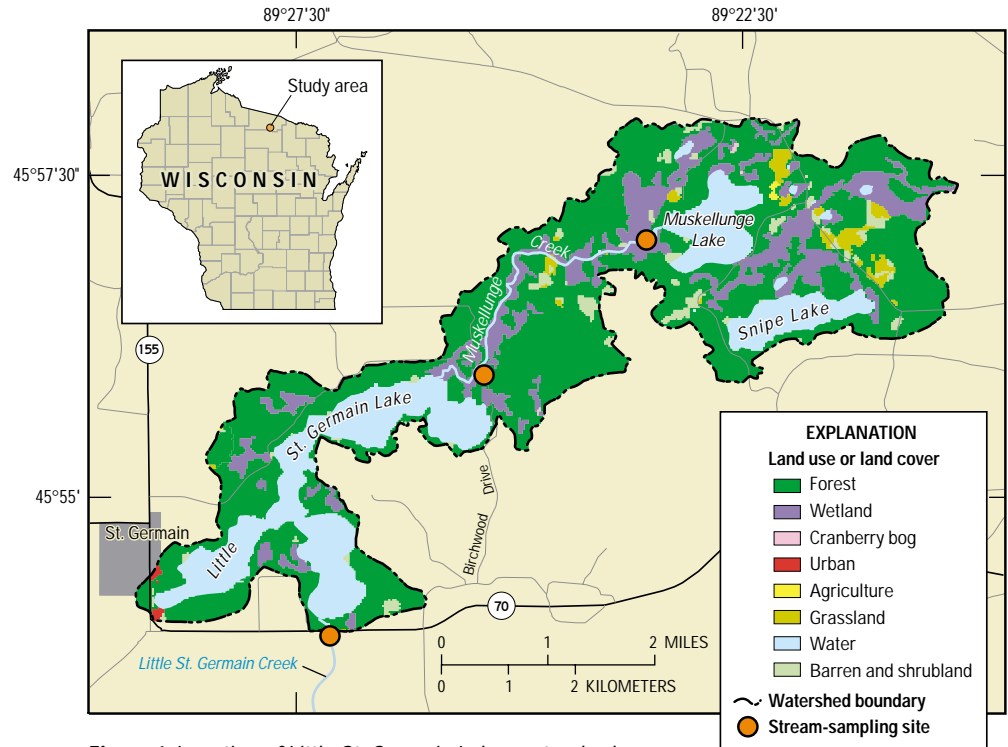 89°27'30"
89°22'30"
Study area
WISCONSIN
45°57'30"
Muskellunge
Lake
Creek
Muskellunge
Snipe Lake
155
St. Germain Lake
45°55'
St. Germain
Little
Birchwood Drive
70
Little St. Germain Creek
0 1 2 MILES
0 1 2 KILOMETERS
EXPLANATION
Land use or land cover
Forest
Wetland
Cranberry bog
Urban
Agriculture
Grassland
Water
Barren and shrubland
Watershed boundary
Stream-sampling site